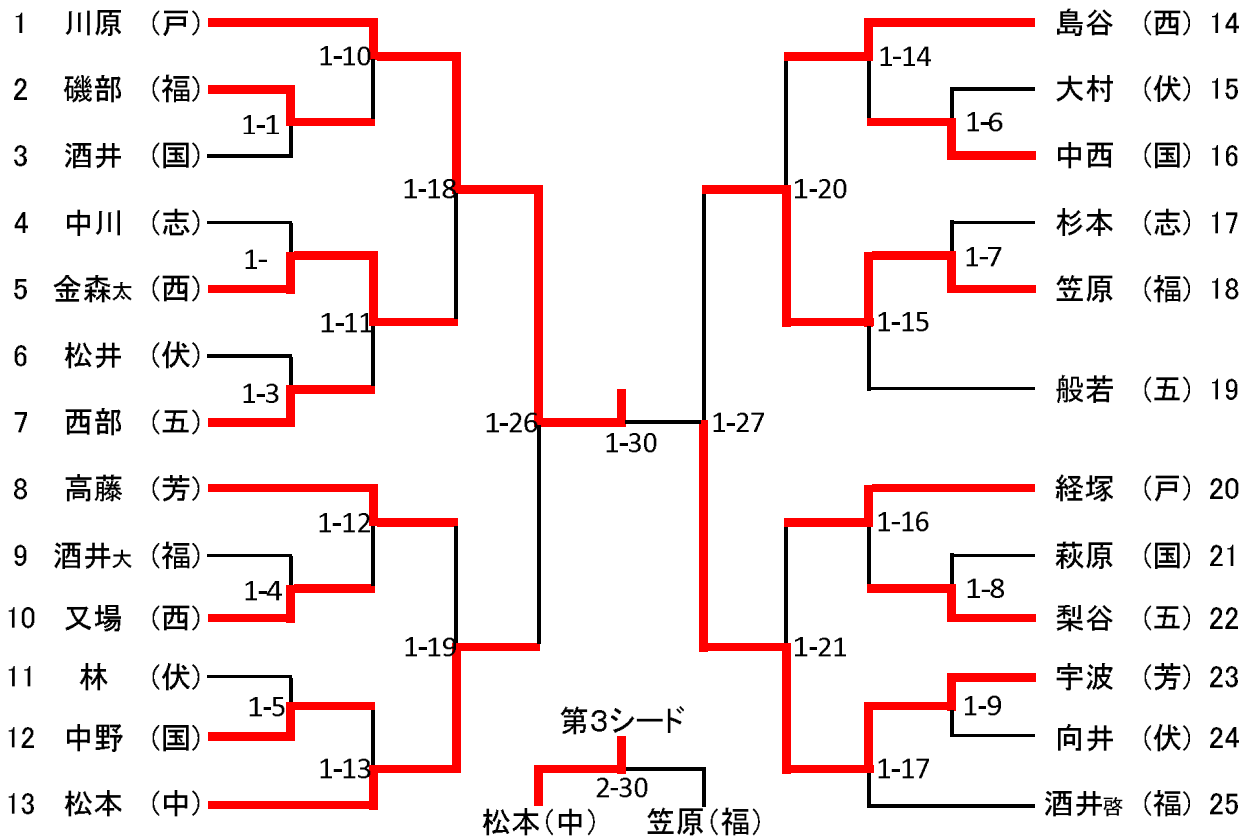 1 川原 (戸)
2 磯部 (福)
3 酒井 (国)
4 中川 (志)
5 金森太 (西)
6 松井 (伏)
7 西部 (五)
8 高藤 (芳)
9 酒井大 (福)
10 又場 (西)
11 林 (伏)
12 中野 (国)
13 松本 (中)
1-10
1-1
1-18
1-
1-11
1-3
1-26
1-12
1-4
1-19
1-5
1-13
1-30
第3シード
2-30
松本(中) 笠原(福)
1-14
1-6
1-20
1-7
1-15
1-27
1-16
1-8
1-21
1-9
1-17
島谷 (西) 14
大村 (伏) 15
中西 (国) 16
杉本 (志) 17
笠原 (福) 18
般若 (五) 19
経塚 (戸) 20
萩原 (国) 21
梨谷 (五) 22
宇波 (芳) 23
向井 (伏) 24
酒井啓 (福) 25